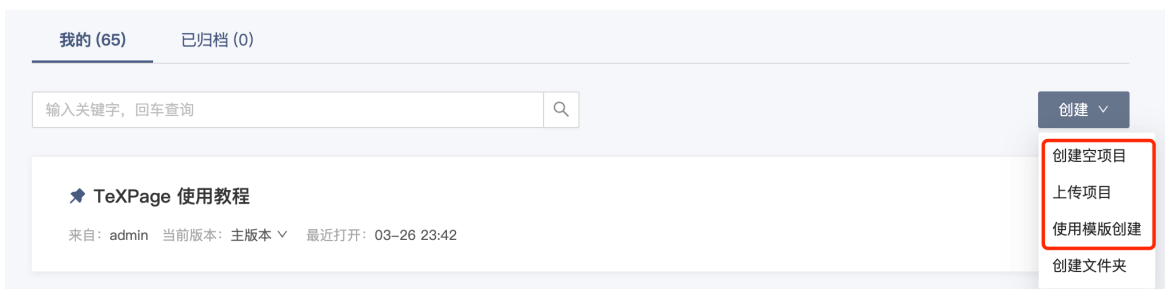 我的 (65) 已归档 (0)
输入关键字，回车查询 创建
创建空项目
上传项目
TeXPage 使用教程
使用模版创建
来自：admin 当前版本：主版本 最近打开：03-26 23:42
创建文件夹